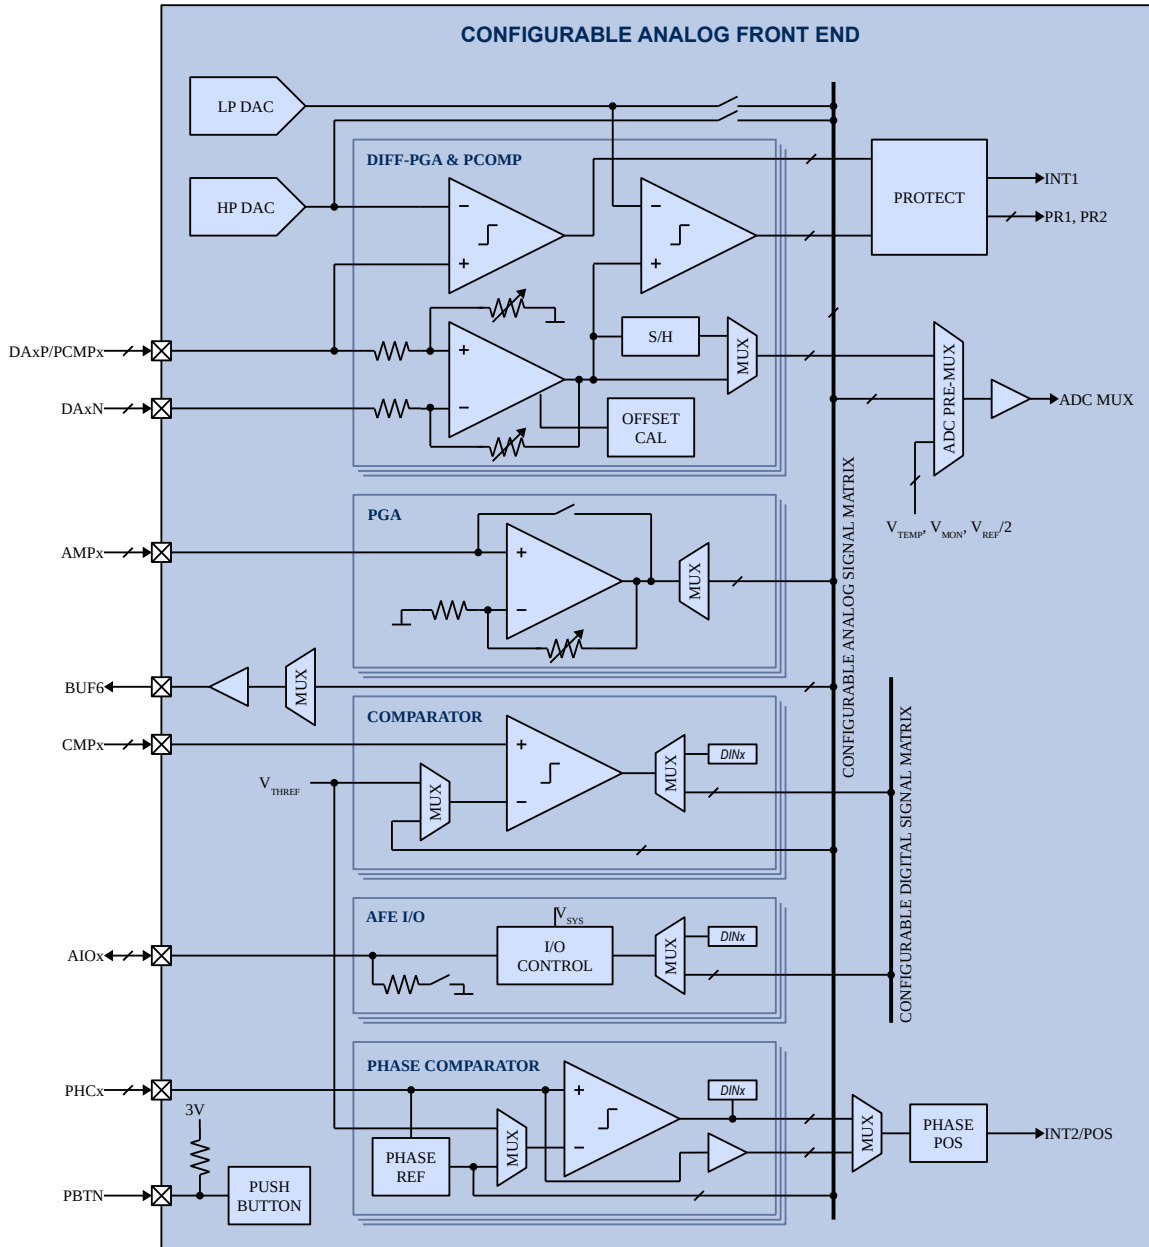 CONFIGURABLE ANALOG FRONT END
LP DAC
DIFF-PGA & PCOMP
HP DAC
PROTECT
INT1
PR1, PR2
DAxP/PCMPx
S/H
MUX
DAxN
OFFSET
CAL
ADC PRE-MUX
ADC MUX
VTEMP, VMON, VREF/2
CONFIGURABLE ANALOG SIGNAL MATRIX
PGA
AMPx
MUX
BUF6
MUX
COMPARATOR
CMPx
VTHREF
MUX
MUX
DINx
CONFIGURABLE DIGITAL SIGNAL MATRIX
AFE I/O
VSYS
AIOx
I/O
CONTROL
MUX
DINx
PHASE COMPARATOR
PHCx
DINx
3V
MUX
PHASE
REF
MUX
PHASE
POS
INT2/POS
PBTN
PUSH
BUTTON